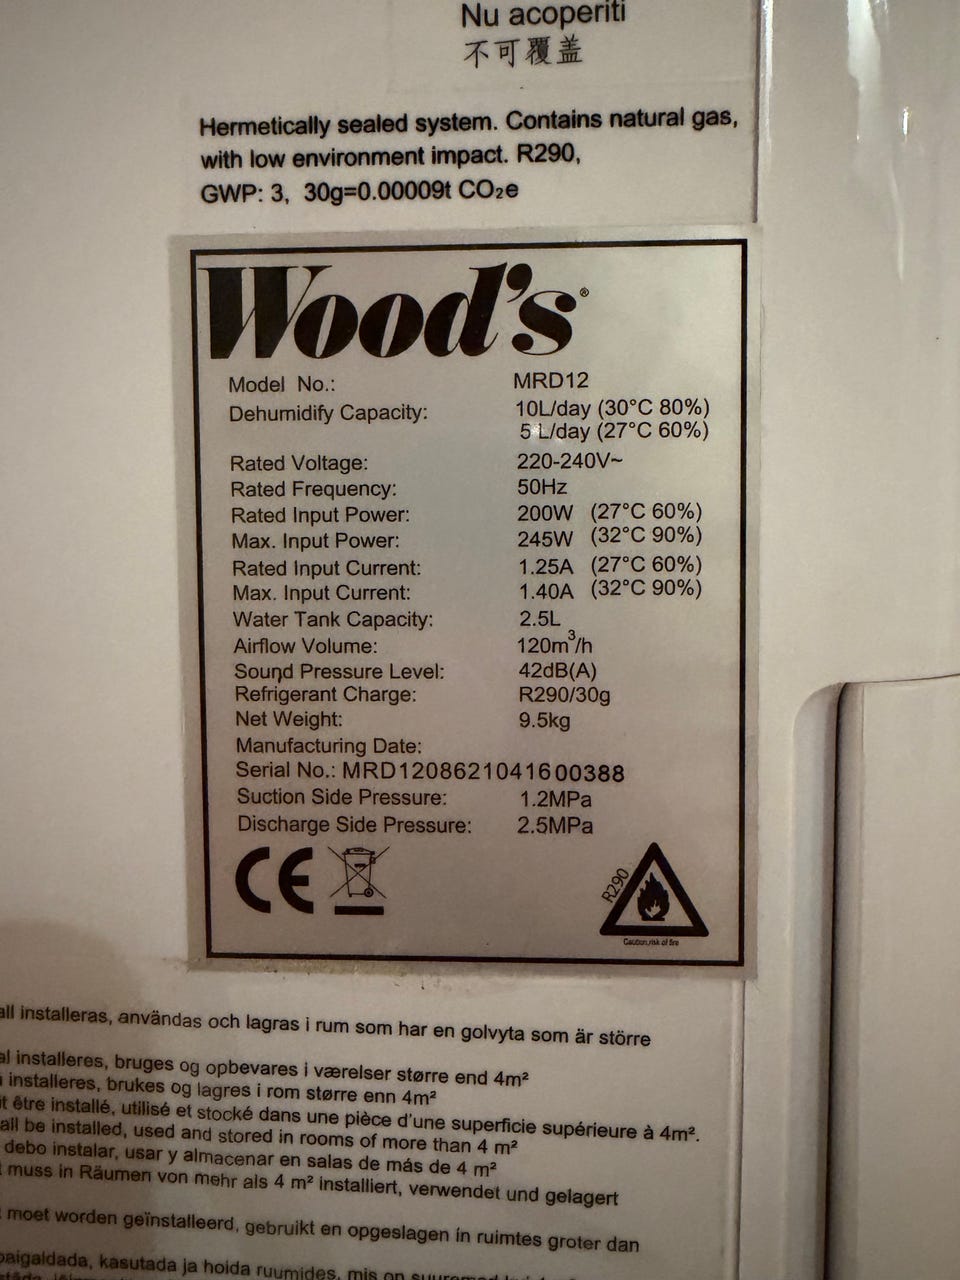 Nu acoperiti
不可覆盖
Hermetically sealed system. Contains natural gas,
with low environment impact. R290,
GWP: 3, 30g=0.00009t CO₂e
Wood's®
Model No.: MRD12
Dehumidify Capacity: 10L/day (30°C 80%)
5 L/day (27°C 60%)
Rated Voltage: 220-240V~
Rated Frequency: 50Hz
Rated Input Power: 200W (27°C 60%)
Max. Input Power: 245W (32°C 90%)
Rated Input Current: 1.25A (27°C 60%)
Max. Input Current: 1.40A (32°C 90%)
Water Tank Capacity: 2.5L
Airflow Volume: 120m³/h
Sound Pressure Level: 42dB(A)
Refrigerant Charge: R290/30g
Net Weight: 9.5kg
Manufacturing Date:
Serial No.: MRD1208621041600388
Suction Side Pressure: 1.2MPa
Discharge Side Pressure: 2.5MPa
CE
R290
Caution,risk of fire
all installeras, användas och lagras i rum som har en golvyta som är större
al installeres, bruges og opbevares i værelser større end 4m²
installeres, brukes og lagres i rom større enn 4m²
it être installé, utilisé et stocké dans une pièce d'une superficie supérieure à 4m².
all be installed, used and stored in rooms of more than 4 m²
debo instalar, usar y almacenar en salas de más de 4 m²
muss in Räumen von mehr als 4 m² installiert, verwendet und gelagert
moet worden geïnstalleerd, gebruikt en opgeslagen in ruimtes groter dan
paigaldada, kasutada ja hoida ruumides, mis on